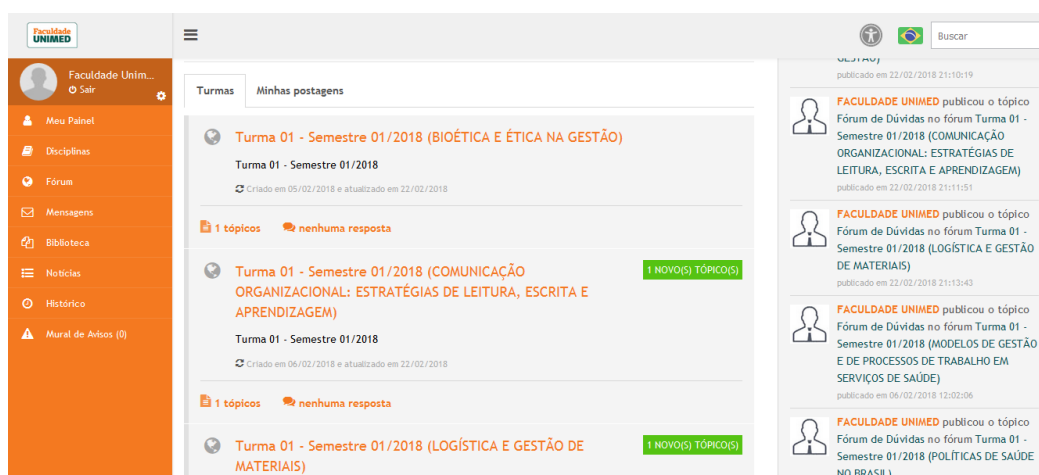 Faculdade
UNIMED
Buscar
Faculdade Unim...
Sair
Meu Painel
Disciplinas
Fórum
Mensagens
Biblioteca
Notícias
Histórico
Mural de Avisos (0)
Turmas
Minhas postagens
Turma 01 - Semestre 01/2018 (BIOÉTICA E ÉTICA NA GESTÃO)
Turma 01 - Semestre 01/2018
Criado em 05/02/2018 e atualizado em 22/02/2018
1 tópicos
nenhuma resposta
Turma 01 - Semestre 01/2018 (COMUNICAÇÃO
ORGANIZACIONAL: ESTRATÉGIAS DE LEITURA, ESCRITA E
APRENDIZAGEM)
1 NOVO(S) TÓPICO(S)
Turma 01 - Semestre 01/2018
Criado em 06/02/2018 e atualizado em 22/02/2018
1 tópicos
nenhuma resposta
Turma 01 - Semestre 01/2018 (LOGÍSTICA E GESTÃO DE
MATERIAIS)
1 NOVO(S) TÓPICO(S)
GESTÃO)
publicado em 22/02/2018 21:10:19
FACULDADE UNIMED publicou o tópico
Fórum de Dúvidas no fórum Turma 01 -
Semestre 01/2018 (COMUNICAÇÃO
ORGANIZACIONAL: ESTRATÉGIAS DE
LEITURA, ESCRITA E APRENDIZAGEM)
publicado em 22/02/2018 21:11:51
FACULDADE UNIMED publicou o tópico
Fórum de Dúvidas no fórum Turma 01 -
Semestre 01/2018 (LOGÍSTICA E GESTÃO
DE MATERIAIS)
publicado em 22/02/2018 21:13:43
FACULDADE UNIMED publicou o tópico
Fórum de Dúvidas no fórum Turma 01 -
Semestre 01/2018 (MODELOS DE GESTÃO
E DE PROCESSOS DE TRABALHO EM
SERVIÇOS DE SAÚDE)
publicado em 06/02/2018 12:02:06
FACULDADE UNIMED publicou o tópico
Fórum de Dúvidas no fórum Turma 01 -
Semestre 01/2018 (POLÍTICAS DE SAÚDE
NO BRASIL)